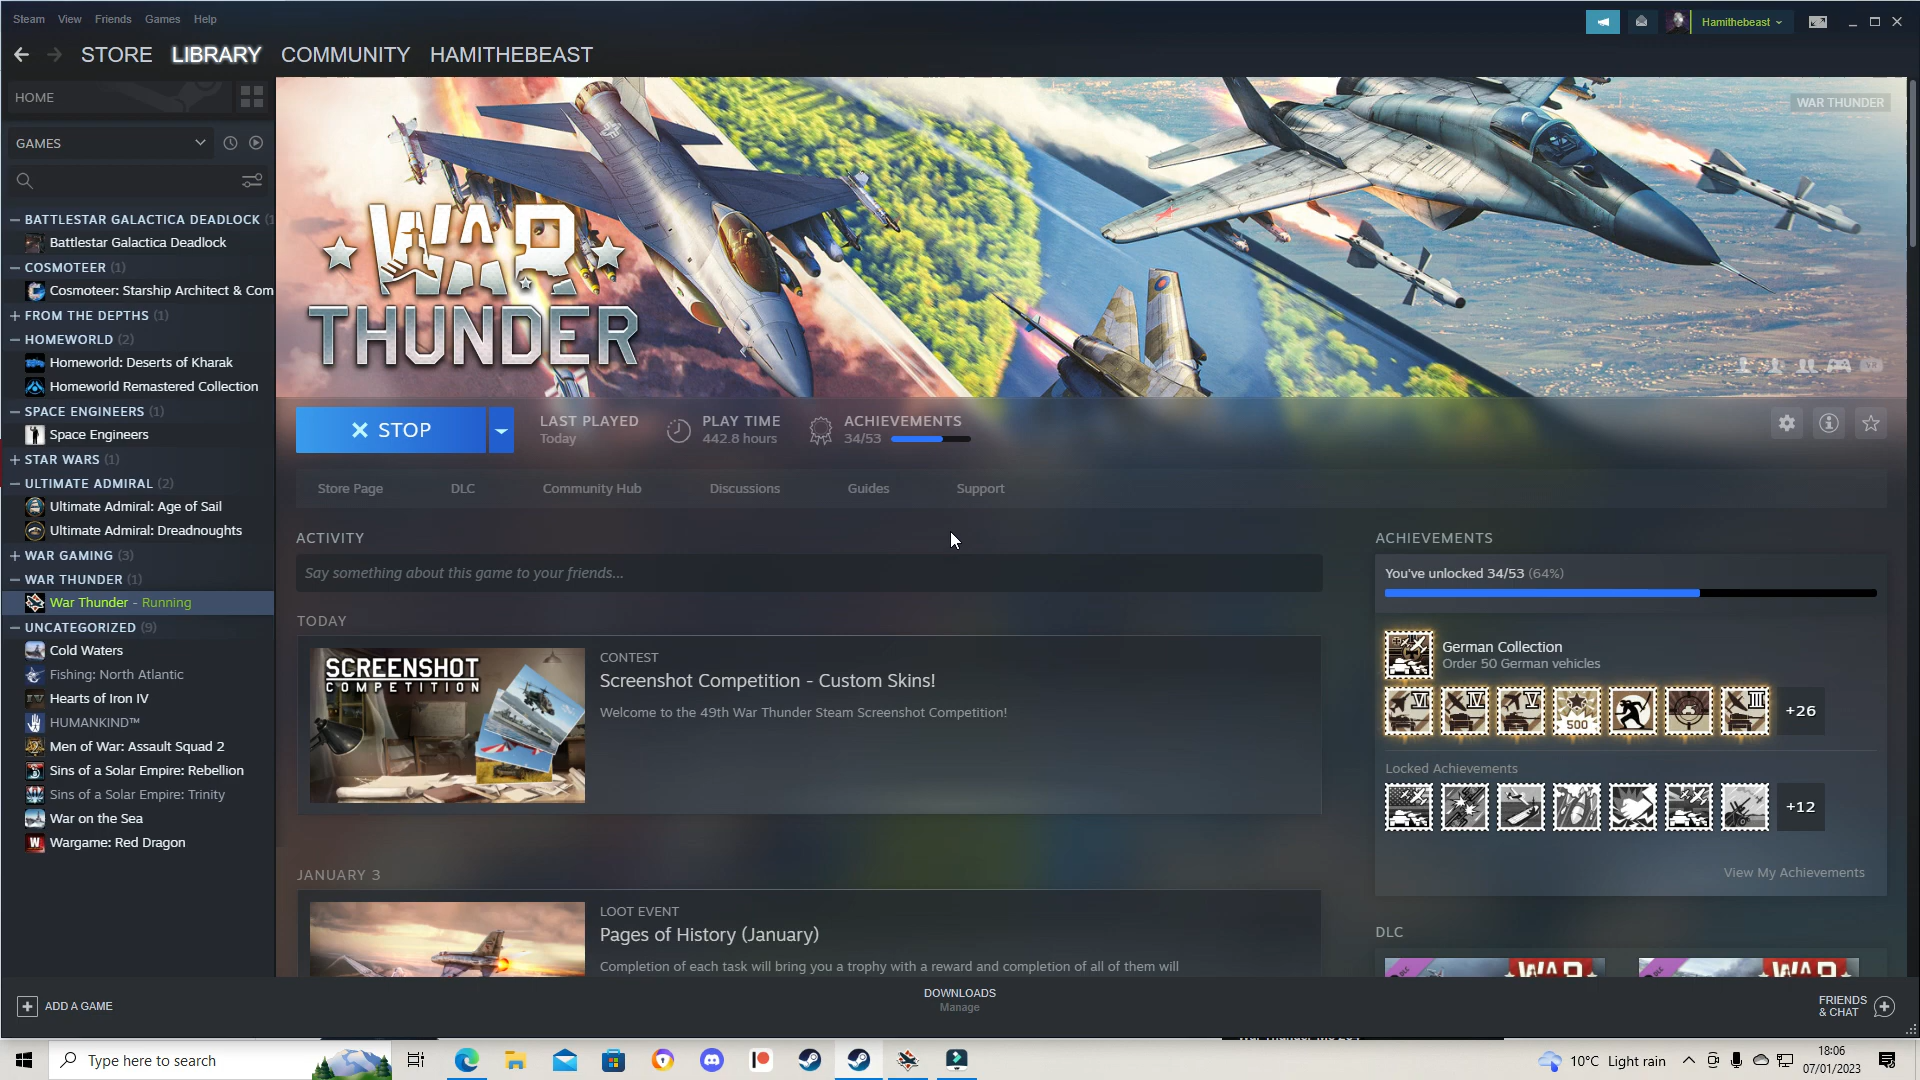 Steam View Friends Games Help
Hamithebeast
STORE LIBRARY COMMUNITY HAMITHEBEAST
HOME
WAR THUNDER
GAMES
WAR
THUNDER
BATTLESTAR GALACTICA DEADLOCK (1
Battlestar Galactica Deadlock
COSMOTEER (1)
Cosmoteer: Starship Architect & Com
FROM THE DEPTHS (1)
HOMEWORLD (2)
Homeworld: Deserts of Kharak
Homeworld Remastered Collection
SPACE ENGINEERS (1)
Space Engineers
STAR WARS (1)
ULTIMATE ADMIRAL (2)
Ultimate Admiral: Age of Sail
Ultimate Admiral: Dreadnoughts
WAR GAMING (3)
WAR THUNDER (1)
War Thunder - Running
UNCATEGORIZED (9)
Cold Waters
Fishing: North Atlantic
Hearts of Iron IV
HUMANKIND™
Men of War: Assault Squad 2
Sins of a Solar Empire: Rebellion
Sins of a Solar Empire: Trinity
War on the Sea
Wargame: Red Dragon
STOP
LAST PLAYED
Today
PLAY TIME
442.8 hours
ACHIEVEMENTS
34/53
Store Page DLC Community Hub Discussions Guides Support
ACTIVITY
Say something about this game to your friends...
TODAY
SCREENSHOT
COMPETITION
CONTEST
Screenshot Competition - Custom Skins!
Welcome to the 49th War Thunder Steam Screenshot Competition!
JANUARY 3
LOOT EVENT
Pages of History (January)
Completion of each task will bring you a trophy with a reward and completion of all of them will
ACHIEVEMENTS
You've unlocked 34/53 (64%)
German Collection
Order 50 German vehicles
VI IV V 500 III
+26
Locked Achievements
+12
View My Achievements
DLC
DLC WAR DLC WAR
ADD A GAME
DOWNLOADS
Manage
FRIENDS
& CHAT
Type here to search
10°C Light rain
18:06
07/01/2023